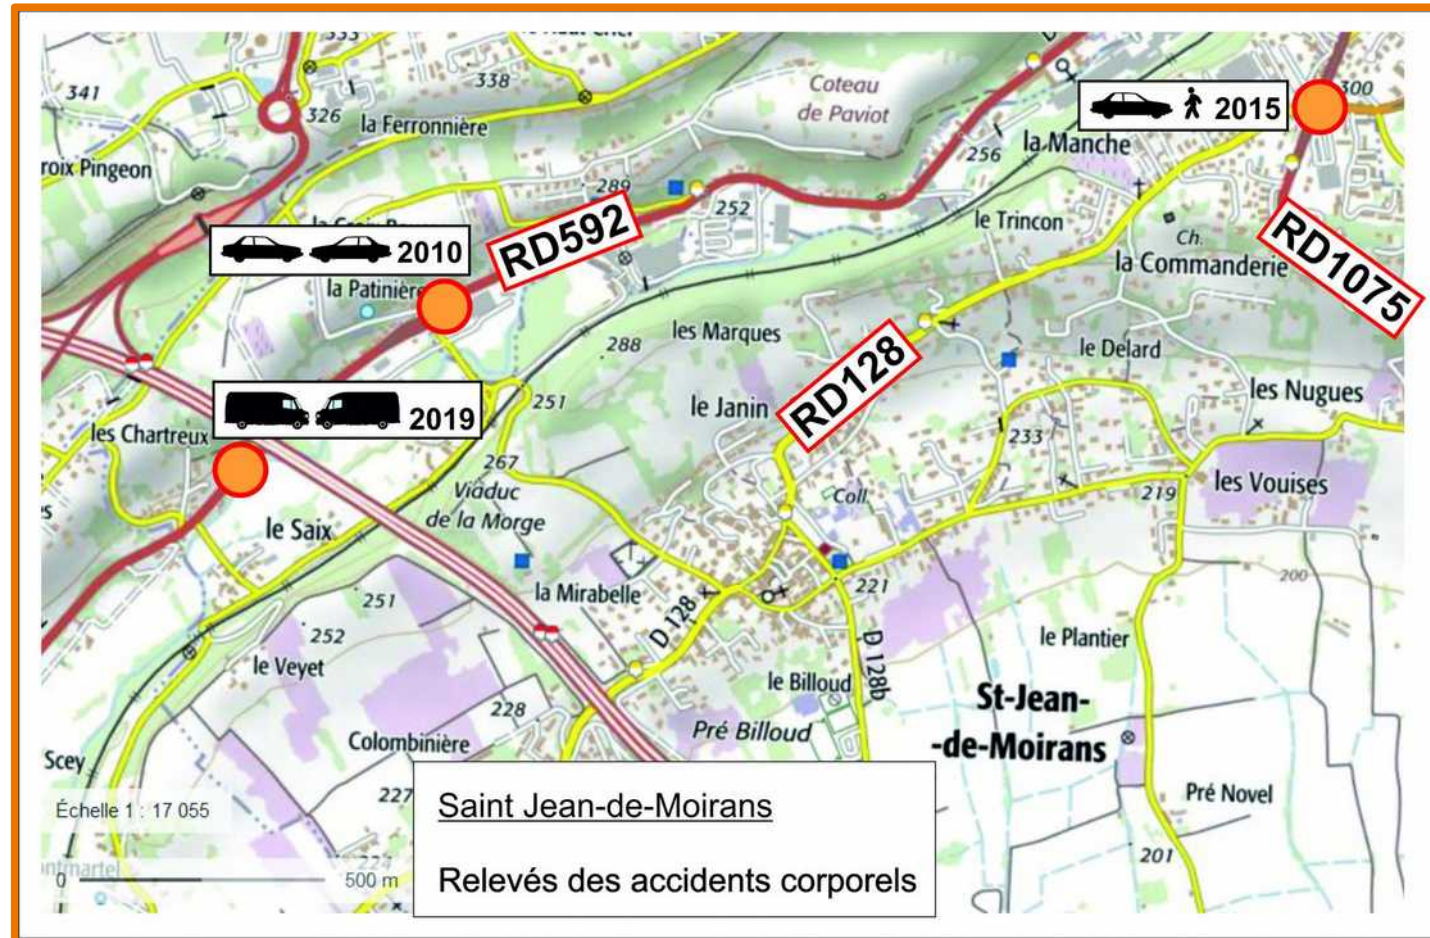 338
341
326
la Ferronnière
Coteau
de Paviot
300
2015
la Manche
256
roix Pingeon
289
252
le Trincon
RD592
2010
Ch.
la Commanderie
RD1075
la Patinière
les Marques
288
RD128
le Delard
les Nugues
251
le Janin
2019
les Chartreux
233
267
Viaduc
de la Morge
Coll.
219
les Vouises
le Saix
la Mirabelle
221
200
251
252
D 128
D 128b
le Plantier
le Veyet
le Billoud
St-Jean-
-de-Moirans
228
Pré Billoud
Colombinière
Scey
227
Pré Novel
Échelle 1 : 17 055
Saint Jean-de-Moirans
224
201
0
500 m
Relevés des accidents corporels